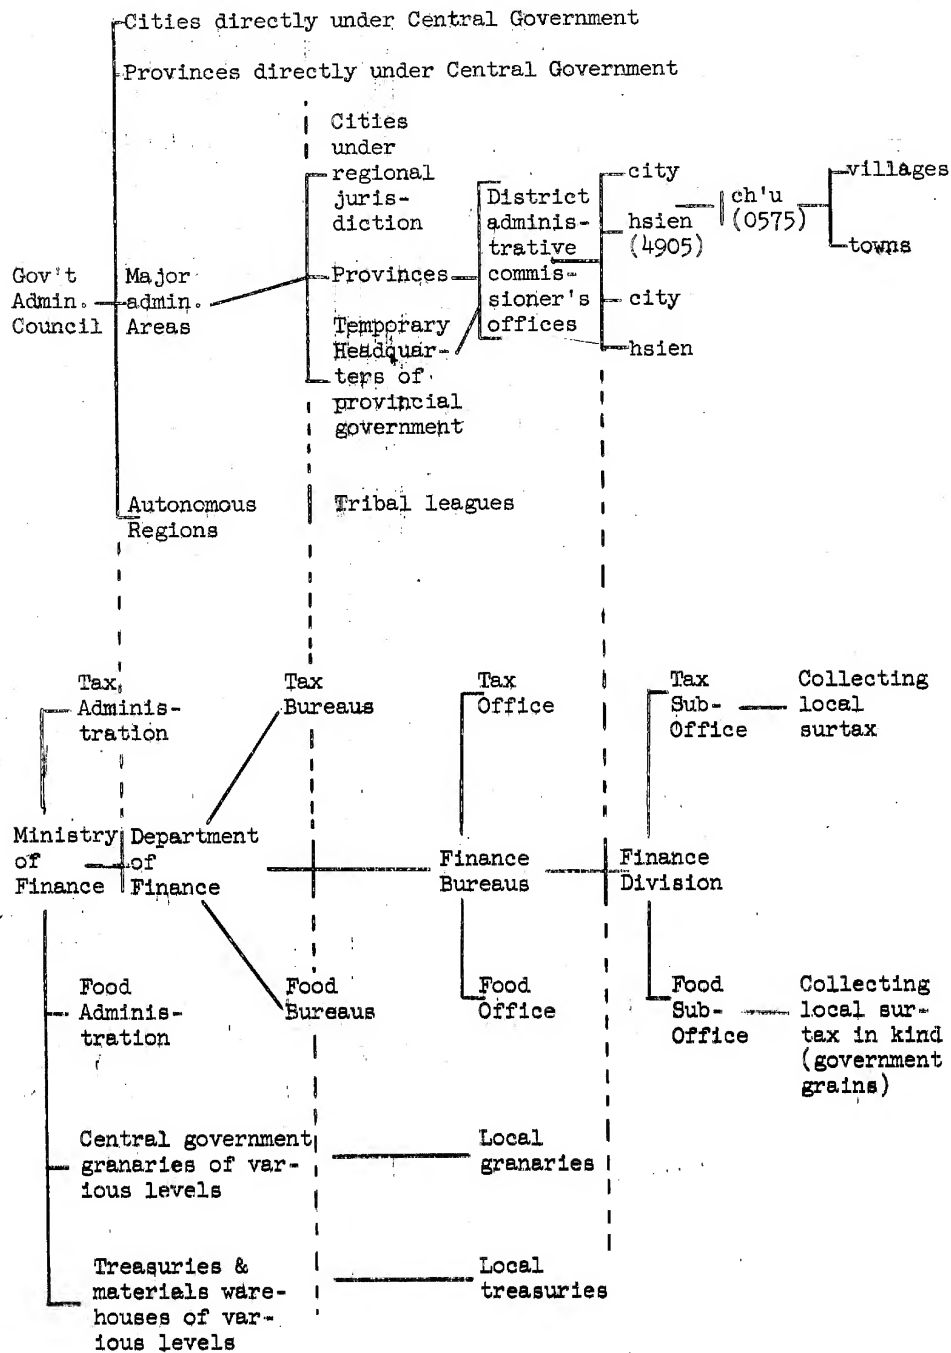 Cities directly under Central Government
Provinces directly under Central Government
Cities
under
regional
juris-
diction
Provinces
Temporary
Headquar-
ters of
provincial
government
District
adminis-
trative
commis-
sioner's
offices
city
hsien
(4905)
city
hsien
ch'u
(0575)
villages
towns
Gov't
Admin.
Council
Major
admin.
Areas
Autonomous
Regions
Tribal leagues
Tax
Adminis-
tration
Tax
Bureaus
Tax
Office
Tax
Sub-
Office
Collecting
local
surtax
Ministry
of
Finance
Department
of
Finance
Finance
Bureaus
Finance
Division
Food
Adminis-
tration
Food
Bureaus
Food
Office
Food
Sub-
Office
Collecting
local sur-
tax in kind
(government
grains)
Central government
granaries of var-
ious levels
Local
granaries
Treasuries &
materials ware-
houses of var-
ious levels
Local
treasuries